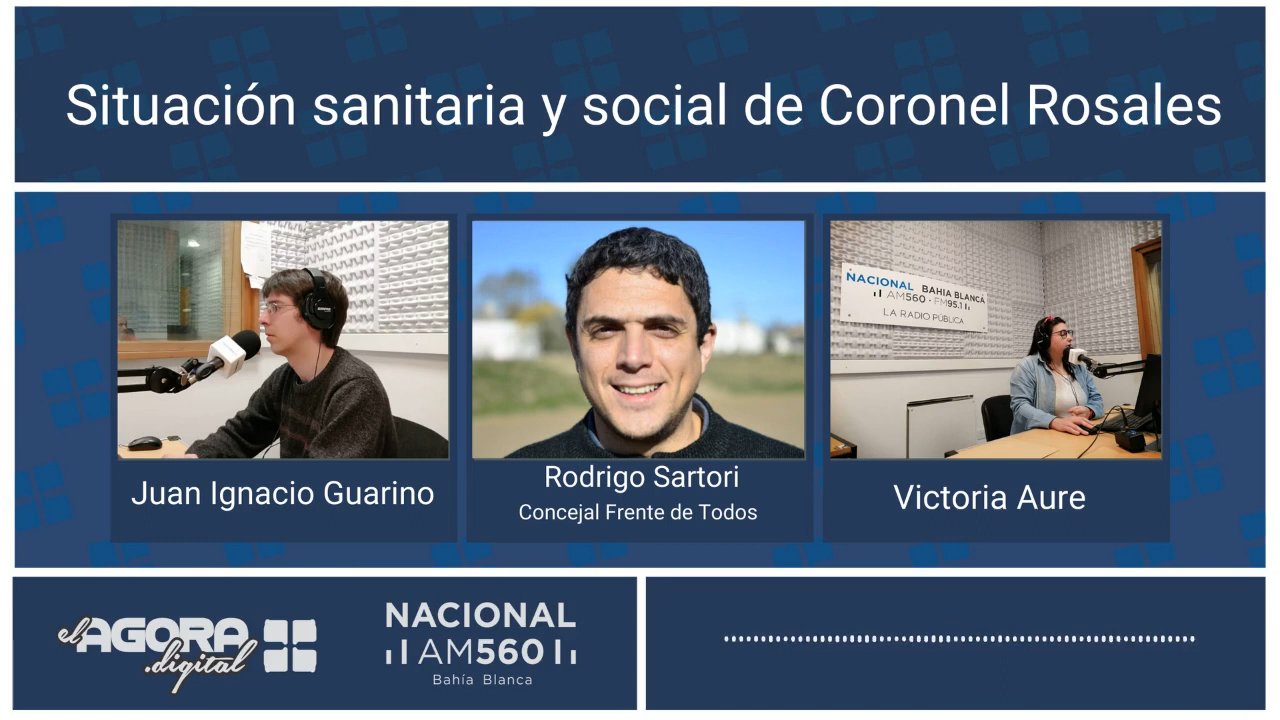 Situación sanitaria y social de Coronel Rosales
NACIONAL BAHIA BLANCA
AM560 - FM95.1
LA RADIO PÚBLICA
Juan Ignacio Guarino
Rodrigo Sartori
Concejal Frente de Todos
Victoria Aure
el AGORA
.digital
NACIONAL
AM560
Bahía Blanca